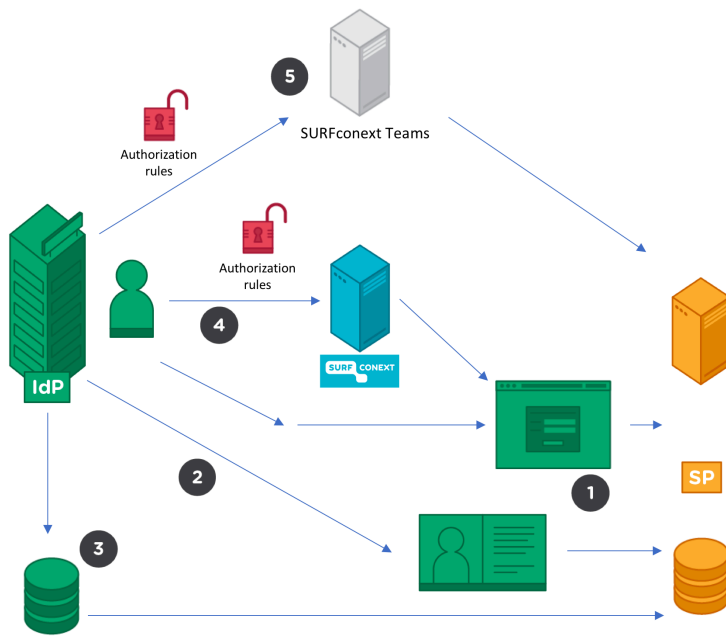 5
SURFconext Teams
Authorization
rules
Authorization
rules
4
SURF CONEXT
IdP
2
1
SP
3